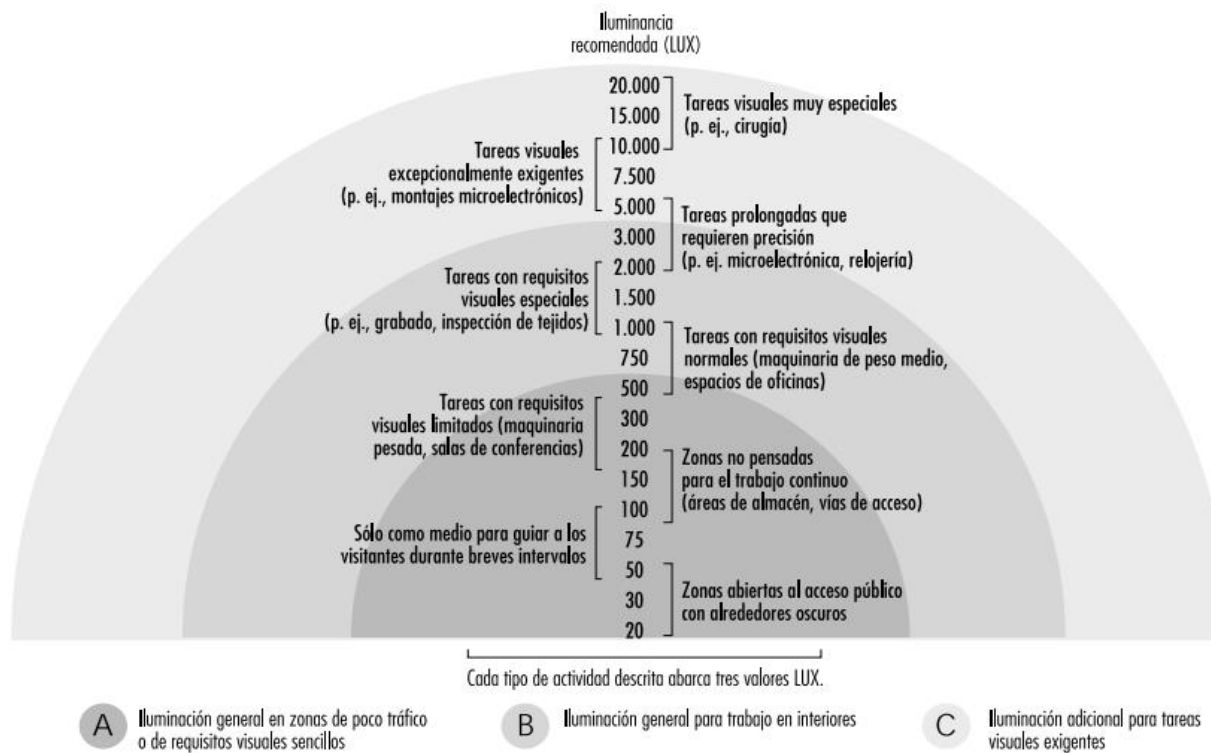 Iluminancia
recomendada (LUX)
20.000
15.000
10.000
7.500
5.000
3.000
2.000
1.500
1.000
750
500
300
200
150
100
75
50
30
20
Tareas visuales muy especiales
(p. ej., cirugía)
Tareas visuales
excepcionalmente exigentes
(p. ej., montajes microelectrónicos)
Tareas prolongadas que
requieren precisión
(p. ej. microelectrónica, relojería)
Tareas con requisitos
visuales especiales
(p. ej., grabado, inspección de tejidos)
Tareas con requisitos visuales
normales (maquinaria de peso medio,
espacios de oficinas)
Tareas con requisitos
visuales limitados (maquinaria
pesada, salas de conferencias)
Zonas no pensadas
para el trabajo continuo
(áreas de almacén, vías de acceso)
Sólo como medio para guiar a los
visitantes durante breves intervalos
Zonas abiertas al acceso público
con alrededores oscuros
Cada tipo de actividad descrita abarca tres valores LUX.
A
Iluminación general en zonas de poco tráfico
o de requisitos visuales sencillos
B
Iluminación general para trabajo en interiores
C
Iluminación adicional para tareas
visuales exigentes